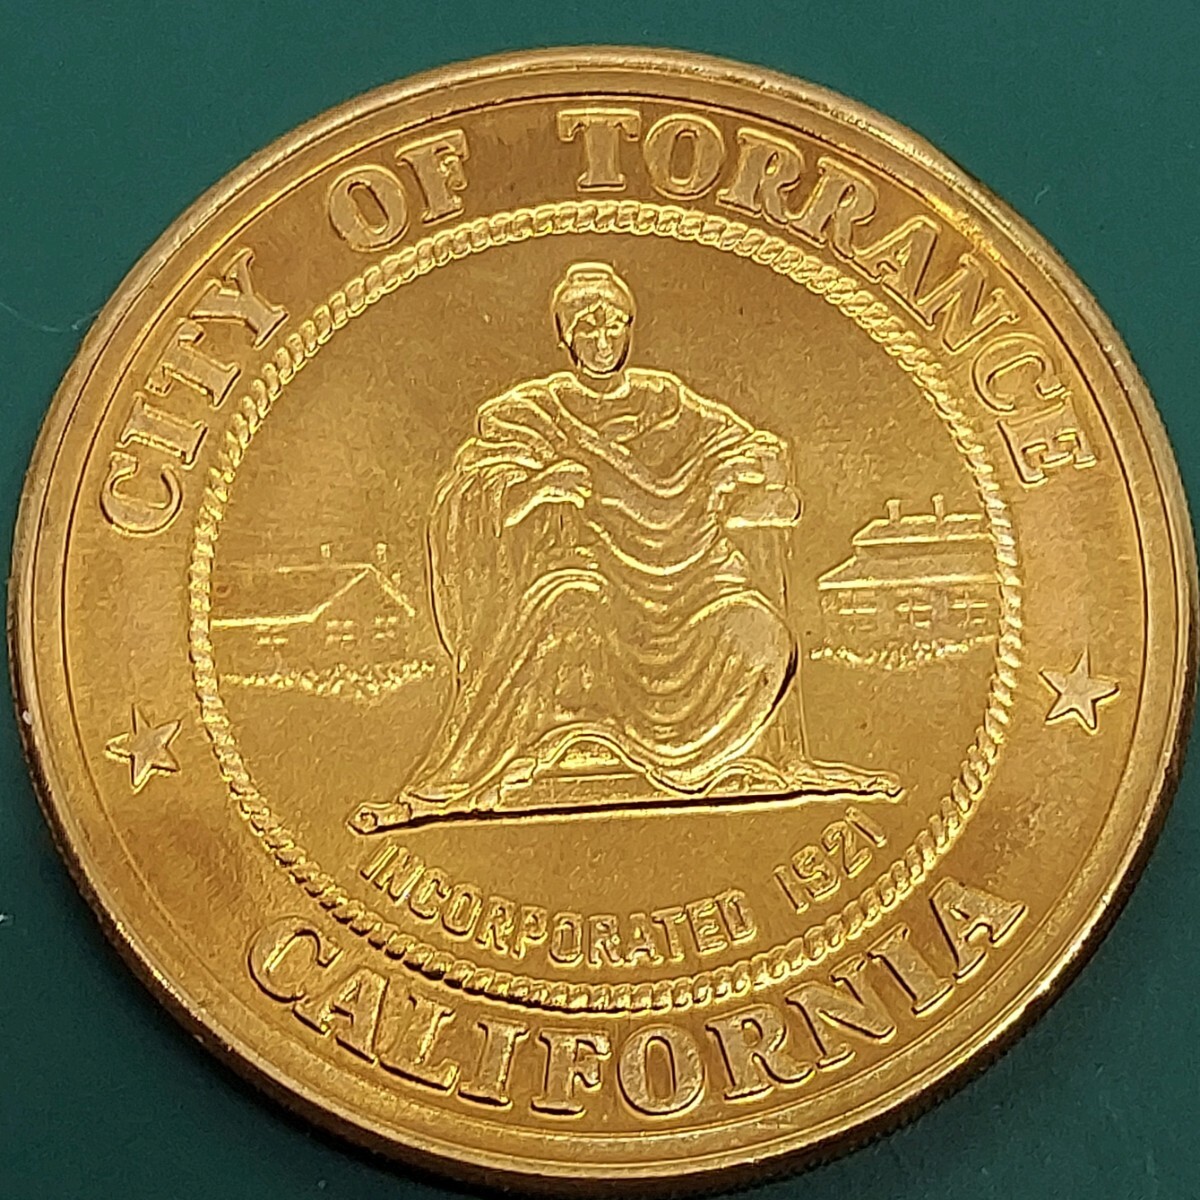 CITY OF TORRANCE
INCORPORATED 1921
CALIFORNIA